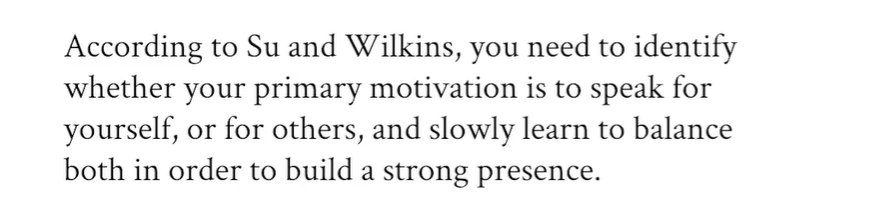 According to Su and Wilkins, you need to identify
whether your primary motivation is to speak for
yourself, or for others, and slowly learn to balance
both in order to build a strong presence.